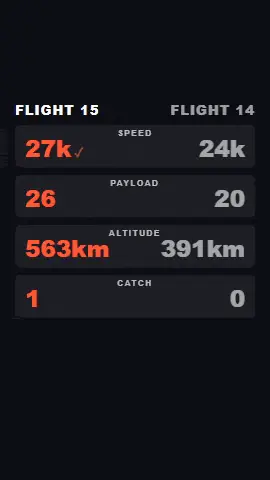 FLIGHT 15 FLIGHT 14
SPEED
27k✓ 24k
PAYLOAD
26 20
ALTITUDE
563km 391km
CATCH
1 0